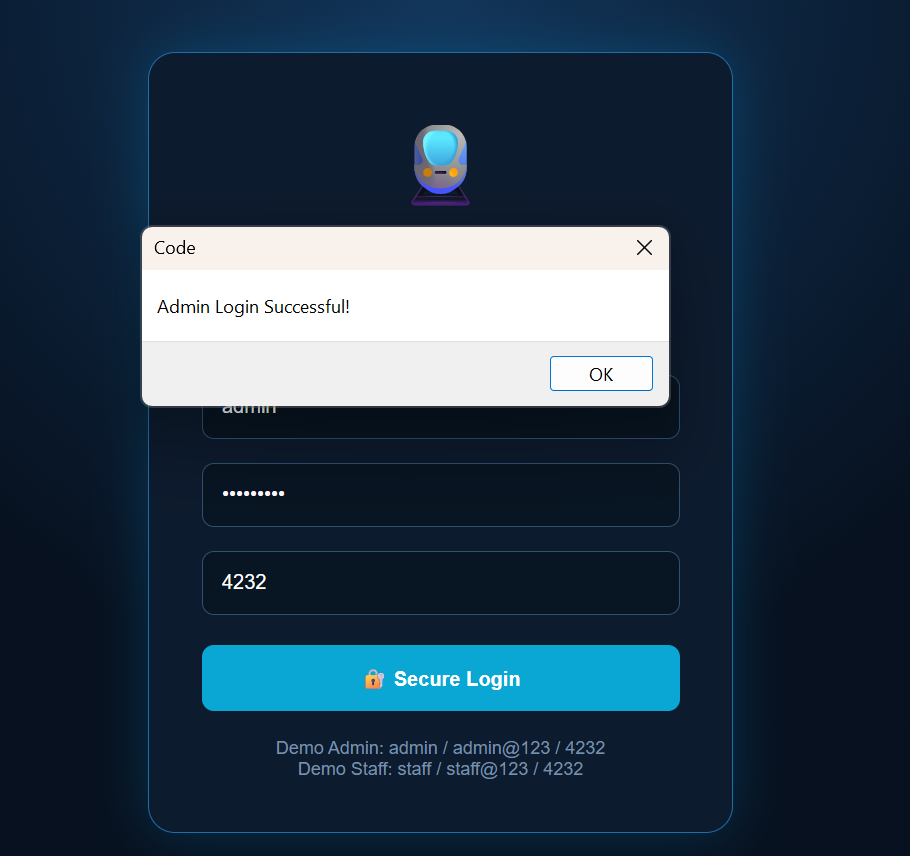 Code
Admin Login Successful!
OK
admin
•••••••••
4232
🔐 Secure Login
Demo Admin: admin / admin@123 / 4232
Demo Staff: staff / staff@123 / 4232